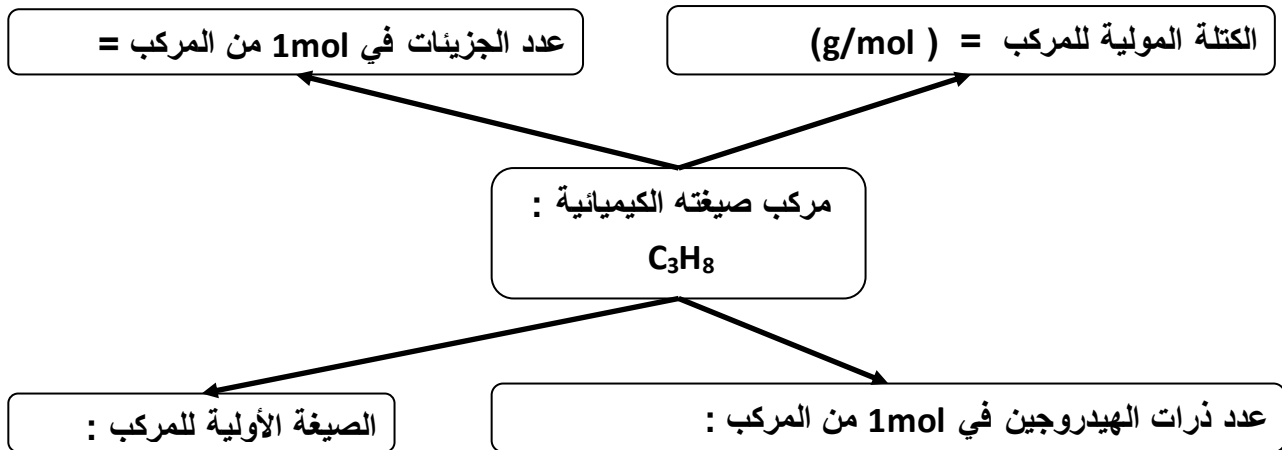 الكتلة المولية للمركب = ( g/mol)
عدد الجزيئات في 1mol من المركب =
مركب صيغته الكيميائية :
C₃H₈
عدد ذرات الهيدروجين في 1mol من المركب :
الصيغة الأولية للمركب :